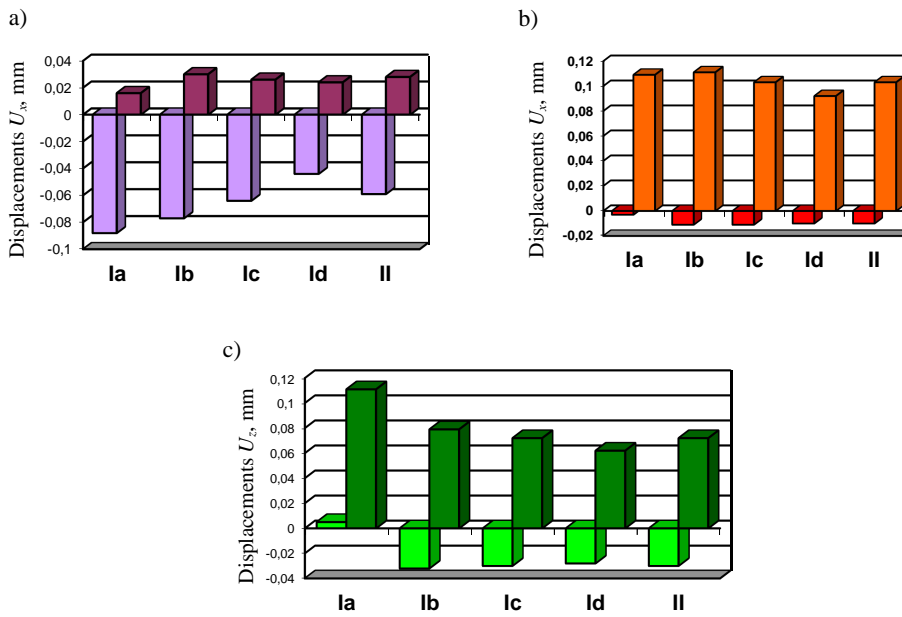 a)
Displacements Ux, mm
0,04
0,02
0
-0,02
-0,04
-0,06
-0,08
-0,1
Ia Ib Ic Id II
b)
Displacements Ux, mm
0,12
0,1
0,08
0,06
0,04
0,02
0
-0,02
Ia Ib Ic Id II
c)
Displacements Uz, mm
0,12
0,1
0,08
0,06
0,04
0,02
0
-0,02
-0,04
Ia Ib Ic Id II